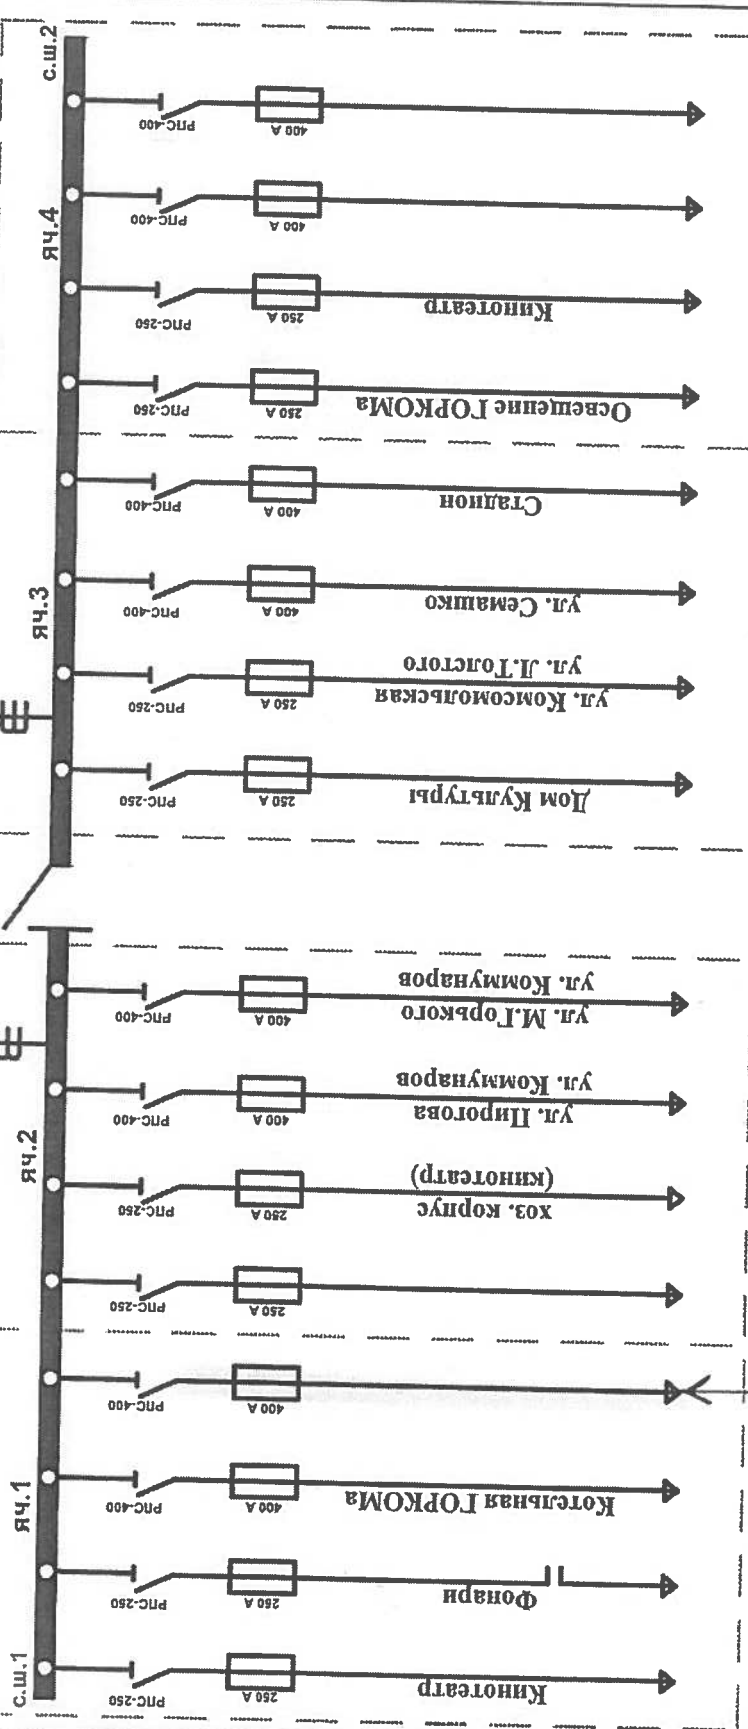 с.ш.2
РПС-400
400 А
яч.4
РПС-400
400 А
РПС-250
250 А
Кинотеатр
РПС-250
250 А
Освещение ГОРКОМа
РПС-400
400 А
Стадион
яч.3
РПС-400
400 А
ул. Семашко
РПС-250
250 А
ул. Комсомольская
ул. Л.Толстого
РПС-250
250 А
Дом Культуры
РПС-400
400 А
ул. М.Горького
ул. Коммунаров
яч.2
РПС-400
400 А
ул. Пирогова
ул. Коммунаров
РПС-250
250 А
хоз. корпус
(кинотеатр)
РПС-250
250 А
РПС-400
400 А
яч.1
РПС-400
400 А
Котельная ГОРКОМа
РПС-250
250 А
Фонари
с.ш.1
РПС-250
250 А
Кинотеатр